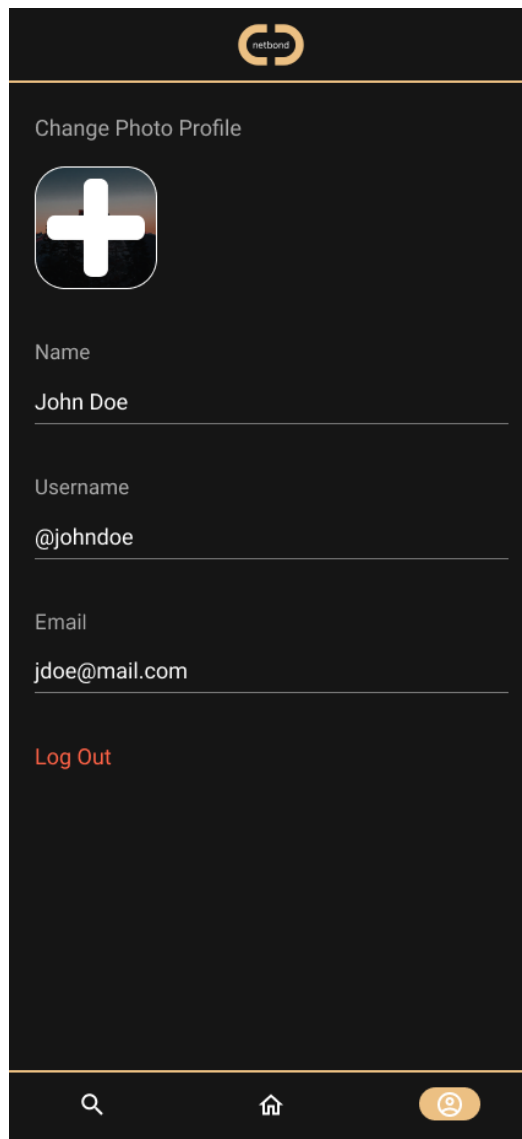 netbond
Change Photo Profile
Name
John Doe
Username
@johndoe
Email
jdoe@mail.com
Log Out